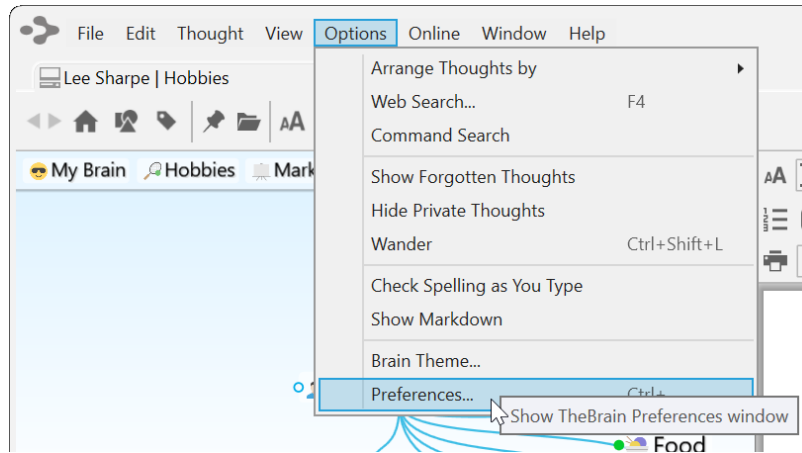 File Edit Thought View Options Online Window Help
Lee Sharpe | Hobbies
Arrange Thoughts by
Web Search... F4
AA
Command Search
My Brain Hobbies
Show Forgotten Thoughts
AA
Hide Private Thoughts
Wander Ctrl+Shift+L
Check Spelling as You Type
Show Markdown
Brain Theme...
Preferences...
Show TheBrain Preferences window
Food